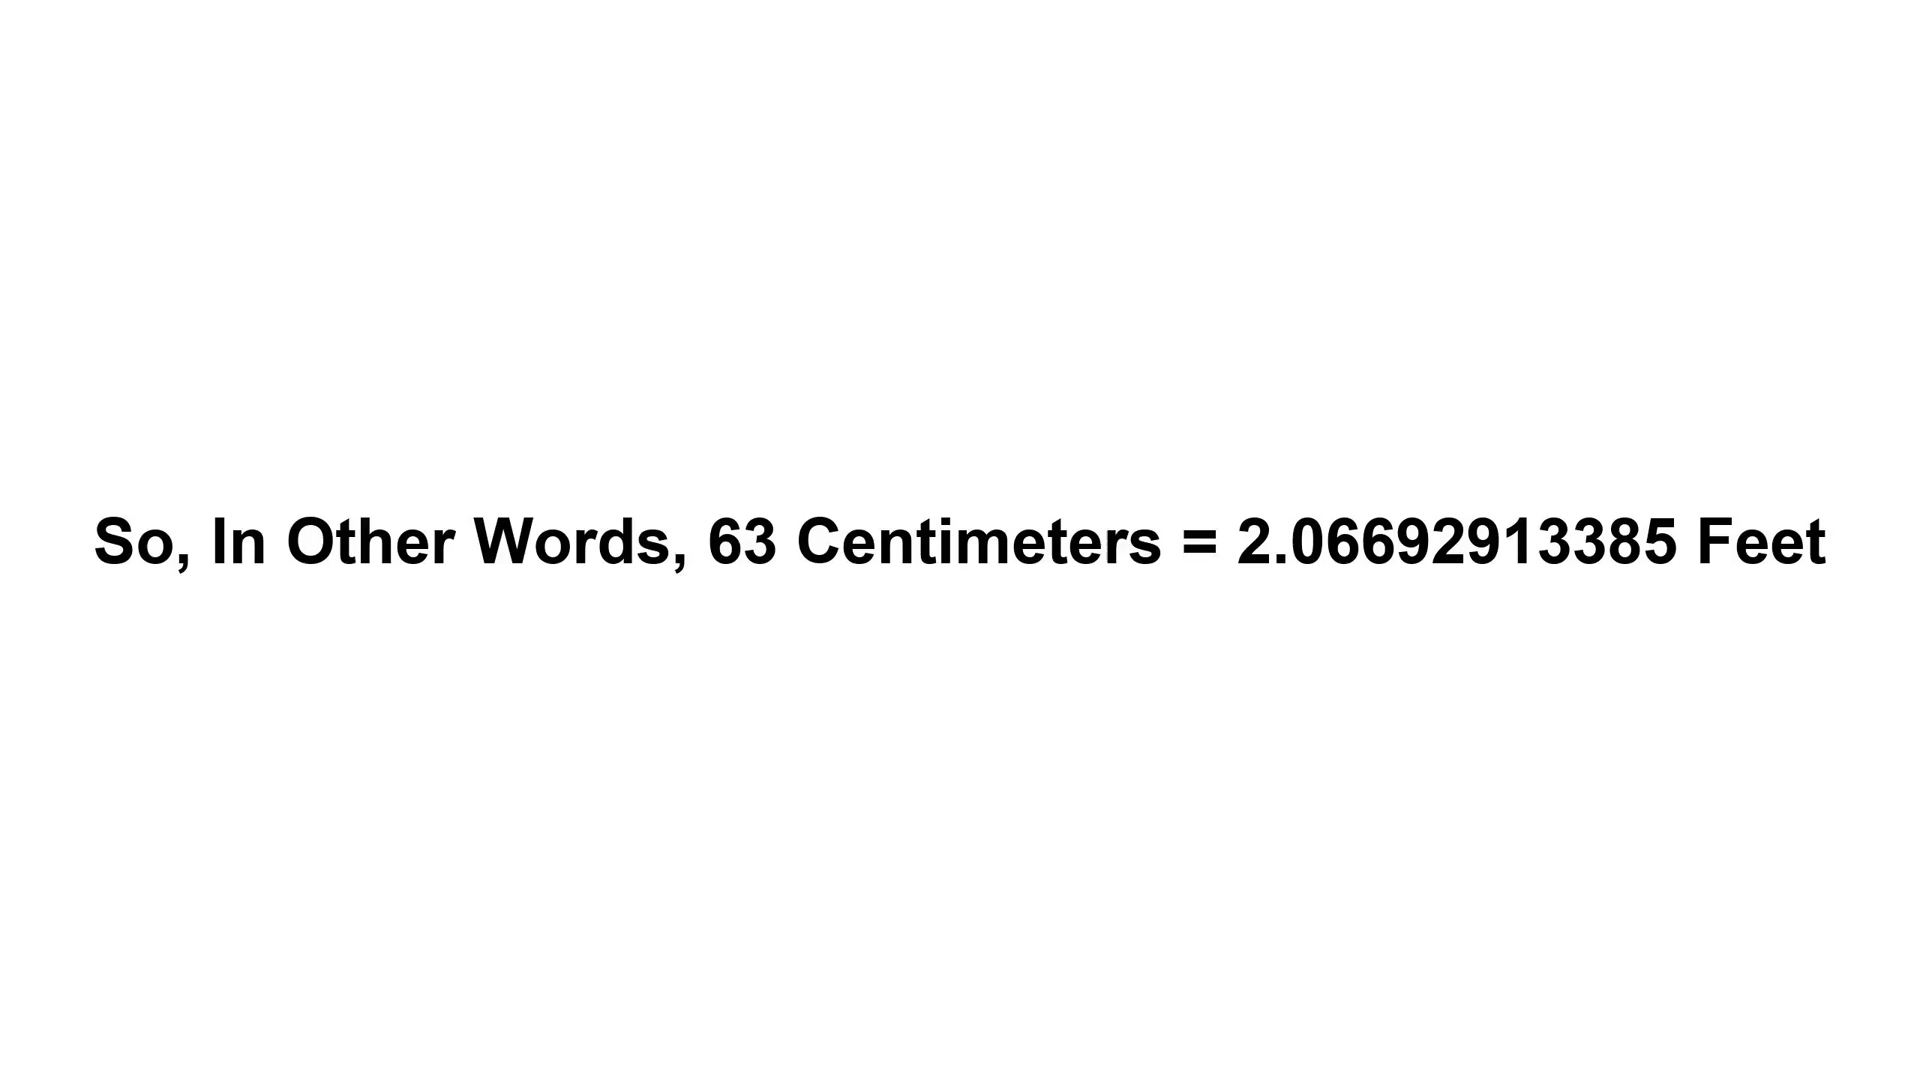 So, In Other Words, 63 Centimeters = 2.06692913385 Feet